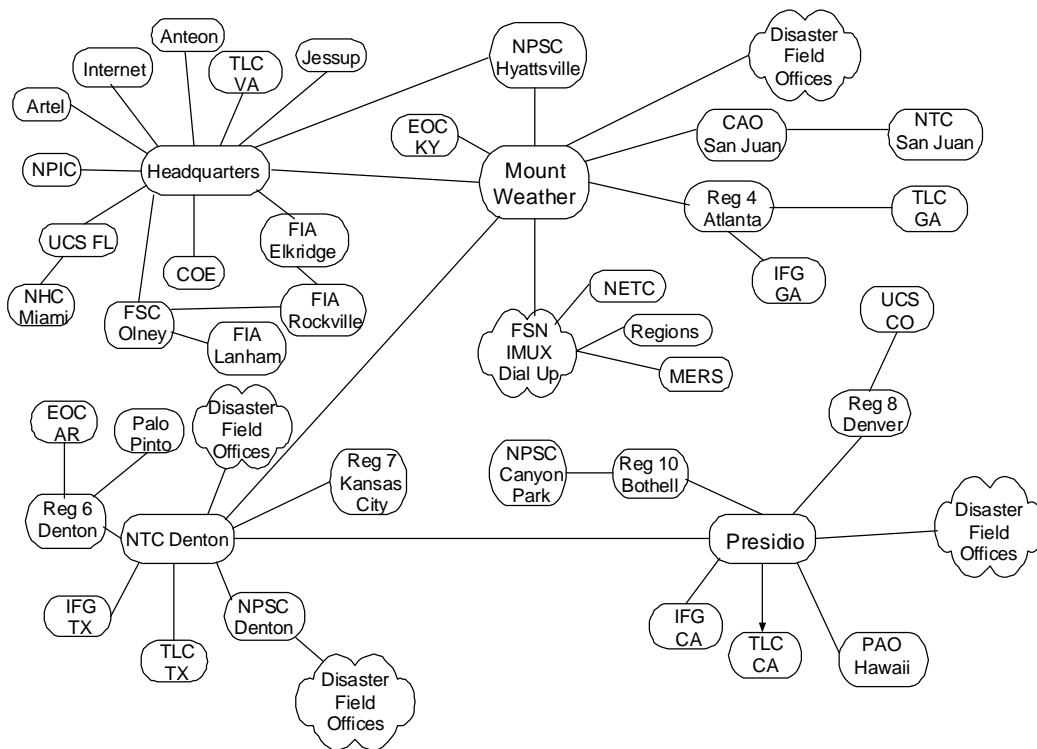 Anteon
Internet
TLC
VA
Jessup
Artel
NPIC
Headquarters
UCS FL
NHC
Miami
COE
FIA
Elkridge
FSC
Olney
FIA
Rockville
FIA
Lanham
NPSC
Hyattsville
Disaster
Field
Offices
EOC
KY
CAO
San Juan
NTC
San Juan
Mount
Weather
Reg 4
Atlanta
TLC
GA
IFG
GA
FSN
IMUX
Dial Up
NETC
Regions
MERS
UCS
CO
Reg 8
Denver
EOC
AR
Palo
Pinto
Disaster
Field
Offices
Reg 7
Kansas
City
Reg 6
Denton
NTC Denton
IFG
TX
TLC
TX
NPSC
Denton
Disaster
Field
Offices
NPSC
Canyon
Park
Reg 10
Bothell
Presidio
Disaster
Field
Offices
IFG
CA
TLC
CA
PAO
Hawaii